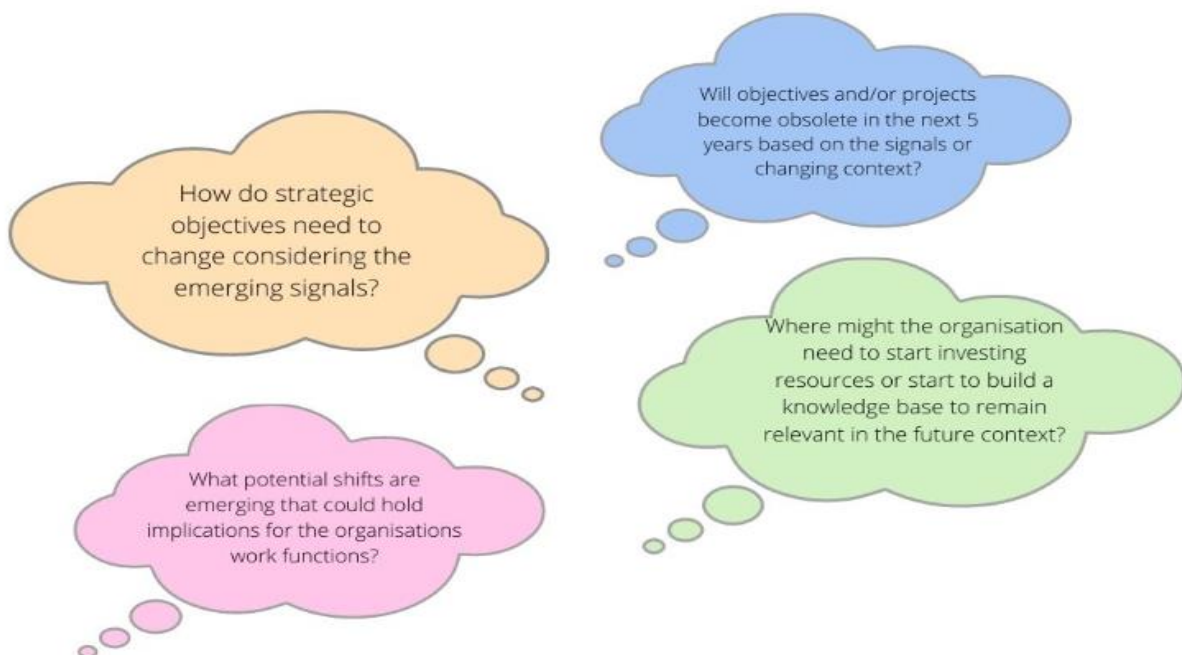 How do strategic
objectives need to
change considering the
emerging signals?
Will objectives and/or projects
become obsolete in the next 5
years based on the signals or
changing context?
What potential shifts are
emerging that could hold
implications for the organisations
work functions?
Where might the organisation
need to start investing
resources or start to build a
knowledge base to remain
relevant in the future context?